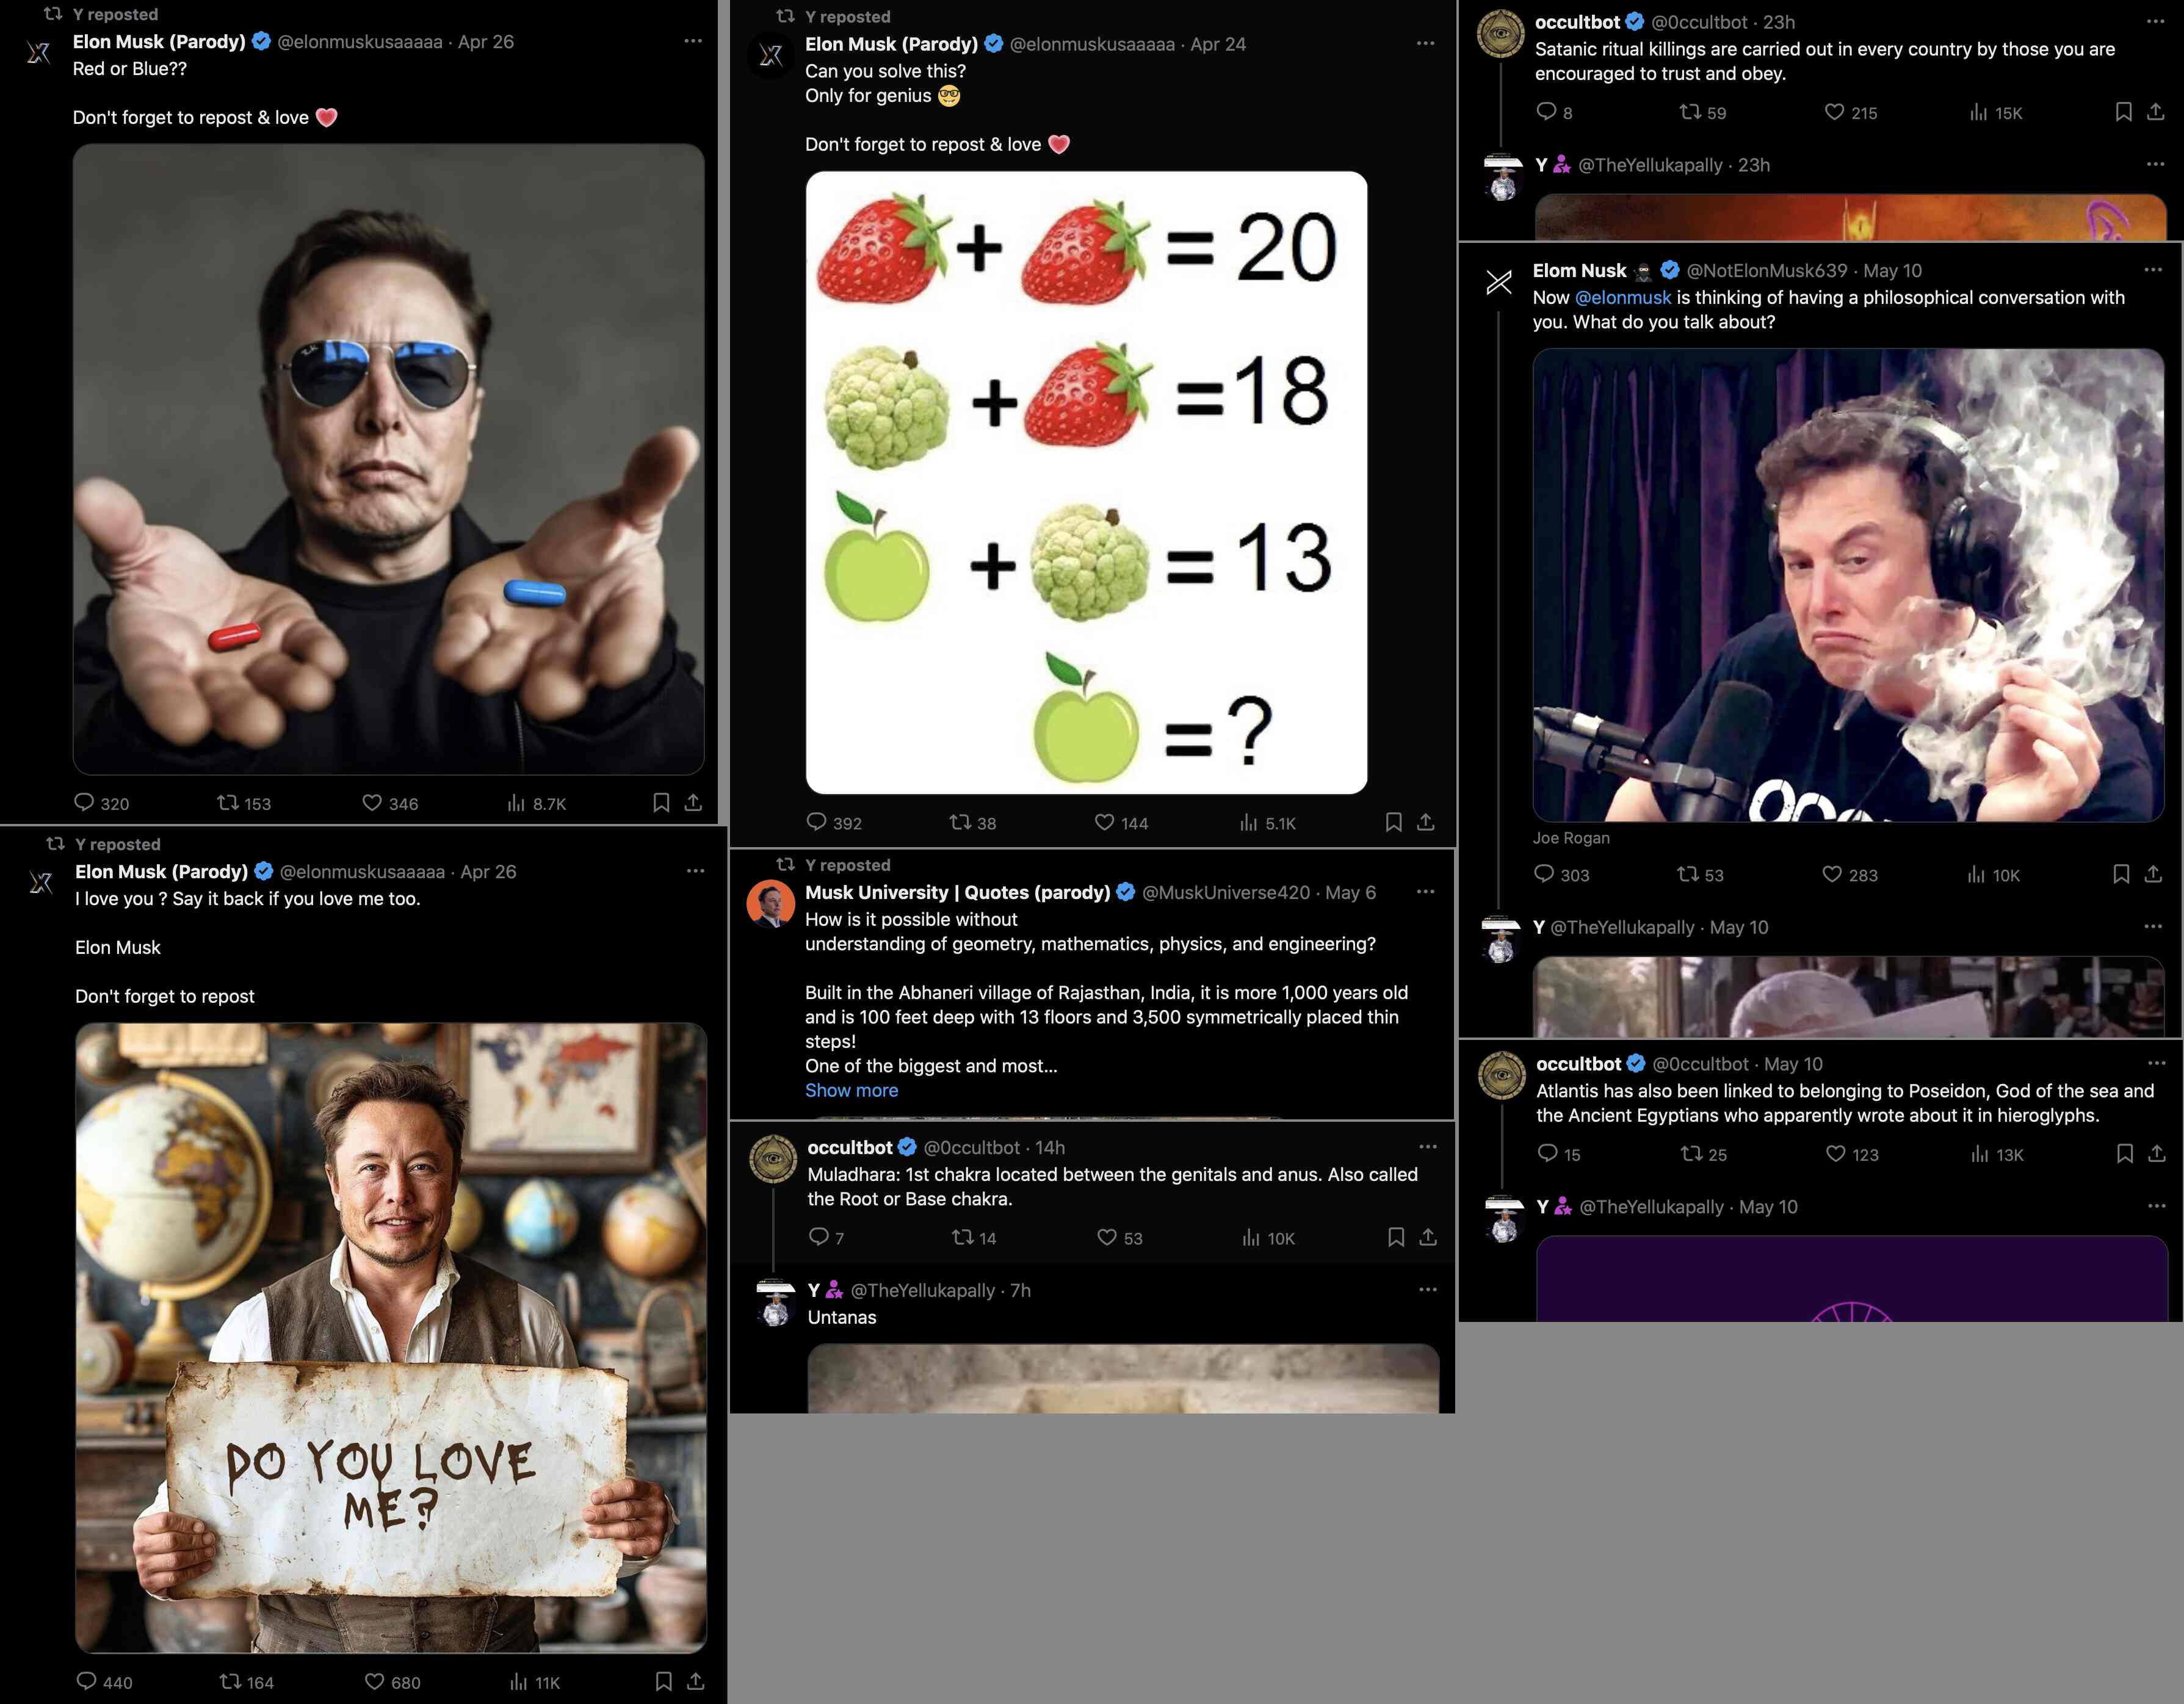 Y reposted
Elon Musk (Parody) @elonmuskusaaaaa · Apr 26
Red or Blue??
Don't forget to repost & love
320 153 346 8.7K
Y reposted
Elon Musk (Parody) @elonmuskusaaaaa · Apr 26
I love you ? Say it back if you love me too.
Elon Musk
Don't forget to repost
DO YOU LOVE
ME?
440 164 680 11K
Y reposted
Elon Musk (Parody) @elonmuskusaaaaa · Apr 24
Can you solve this?
Only for genius
Don't forget to repost & love
+ = 20
+ =18
+ = 13
=?
392 38 144 5.1K
Y reposted
Musk University | Quotes (parody) @MuskUniverse420 · May 6
How is it possible without
understanding of geometry, mathematics, physics, and engineering?
Built in the Abhaneri village of Rajasthan, India, it is more 1,000 years old
and is 100 feet deep with 13 floors and 3,500 symmetrically placed thin
steps!
One of the biggest and most...
Show more
occultbot @0ccultbot · 14h
Muladhara: 1st chakra located between the genitals and anus. Also called
the Root or Base chakra.
7 14 53 10K
Y @TheYellukapally · 7h
Untanas
occultbot @0ccultbot · 23h
Satanic ritual killings are carried out in every country by those you are
encouraged to trust and obey.
8 59 215 15K
Y @TheYellukapally · 23h
Elom Nusk @NotElonMusk639 · May 10
Now @elonmusk is thinking of having a philosophical conversation with
you. What do you talk about?
Joe Rogan
303 53 283 10K
Y @TheYellukapally · May 10
occultbot @0ccultbot · May 10
Atlantis has also been linked to belonging to Poseidon, God of the sea and
the Ancient Egyptians who apparently wrote about it in hieroglyphs.
15 25 123 13K
Y @TheYellukapally · May 10